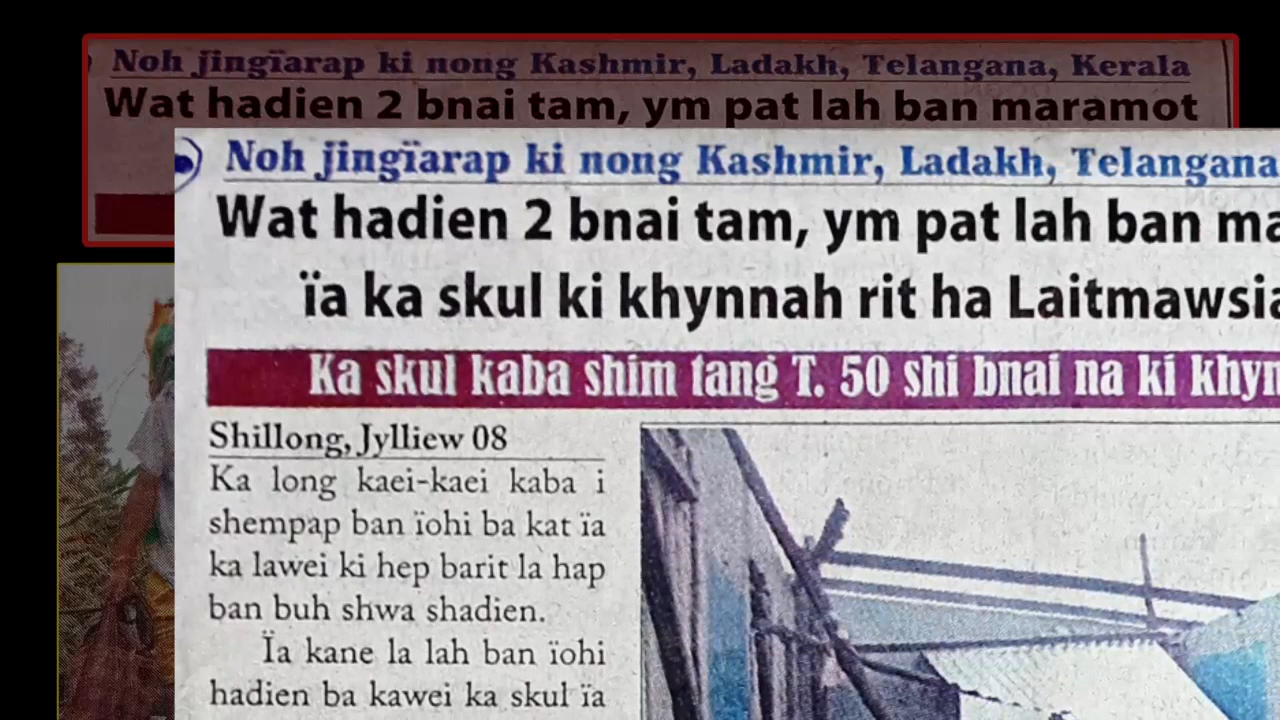 Noh jingïarap ki nong Kashmir, Ladakh, Telangana, Kerala
Wat hadien 2 bnai tam, ym pat lah ban maramot
Noh jingïarap ki nong Kashmir, Ladakh, Telangana
Wat hadien 2 bnai tam, ym pat lah ban ma
ïa ka skul ki khynnah rit ha Laitmawsia
Ka skul kaba shim tang T. 50 shi bnai na ki khyn
Shillong, Jylliew 08
Ka long kaei-kaei kaba i
shempap ban ïohi ba kat ïa
ka lawei ki hep barit la hap
ban buh shwa shadien.
Ïa kane la lah ban ïohi
hadien ba kawei ka skul ïa